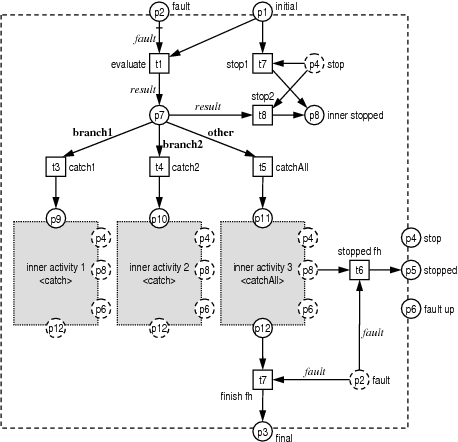 p2 fault p1 initial
fault
evaluate t1 stop1 t7 p4 stop
result
stop2
p7 result t8 p8 inner stopped
branch1 branch2 other
t3 catch1 t4 catch2 t5 catchAll
p9 p10 p11
p4 p4 p4 p4 stop
stopped fh
inner activity 1 p8 inner activity 2 p8 inner activity 3 p8 t6 p5 stopped
<catch> <catch> <catchAll>
p6 p6 p6 p6 fault up
p12 p12 p12
fault
t7 fault p2 fault
finish fh
p3 final